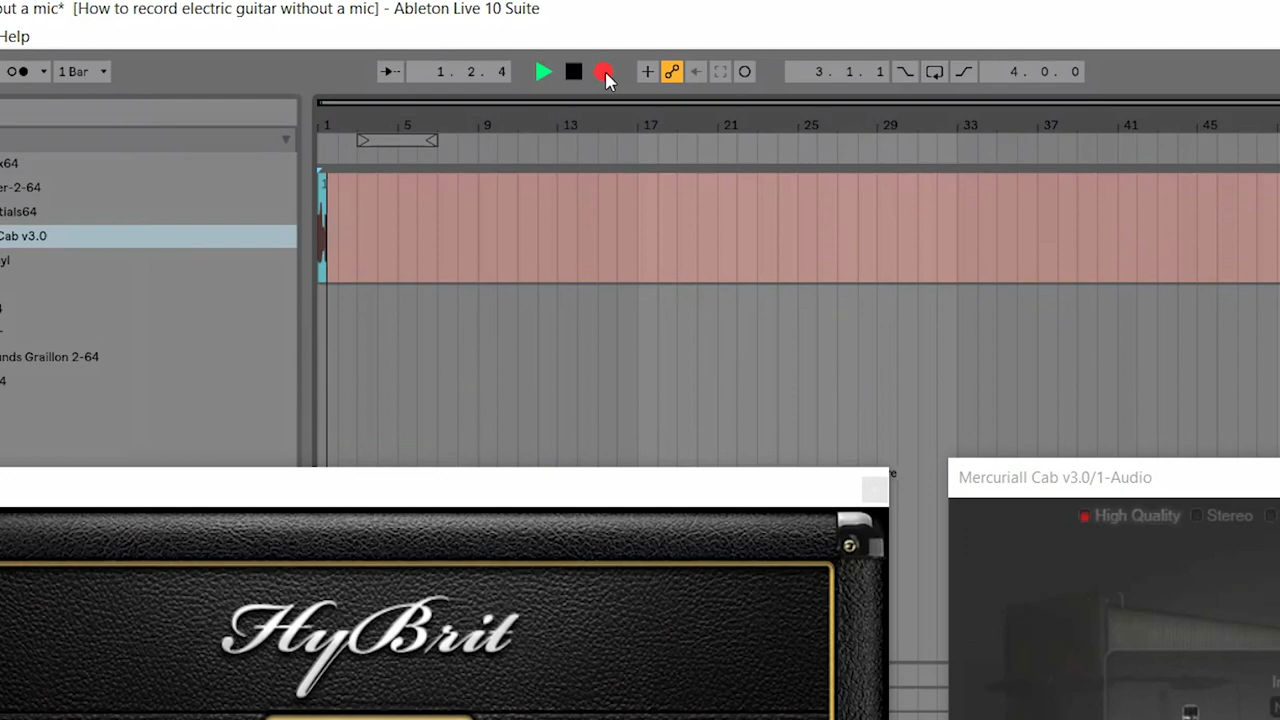 out a mic* [How to record electric guitar without a mic] - Ableton Live 10 Suite
Help
1 Bar
1. 2. 4
3. 1. 1
4. 0. 0
1 5 9 13 17 21 25 29 33 37 41 45
x64
er-2-64
tials64
Cab v3.0
yl
4
unds Graillon 2-64
4
1
Mercuriall Cab v3.0/1-Audio
High Quality Stereo
HyBrit